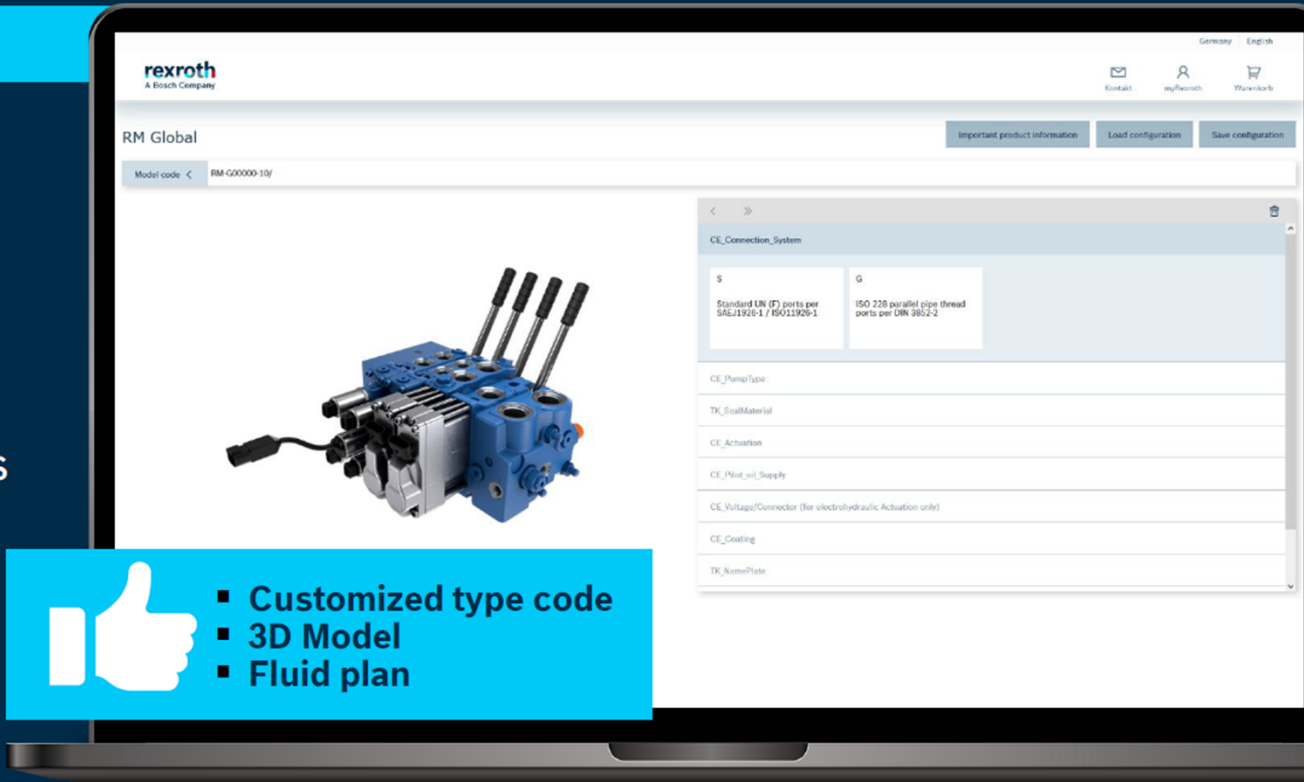 Germany English
rexroth
A Bosch Company
Kontakt myRexroth Warenkorb
RM Global
Important product information Load configuration Save configuration
Model code RM-G00000-10/
CE_Connection_System
S
Standard UN (F) ports per
SAEJ1926-1 / ISO11926-1
G
ISO 228 parallel pipe thread
ports per DIN 3852-2
CE_PumpType
TK_SealMaterial
CE_Actuation
CE_Pilot_oil_Supply
CE_Voltage/Connector (for electrohydraulic Actuation only)
CE_Coating
TK_NamePlate
s
▪ Customized type code
▪ 3D Model
▪ Fluid plan